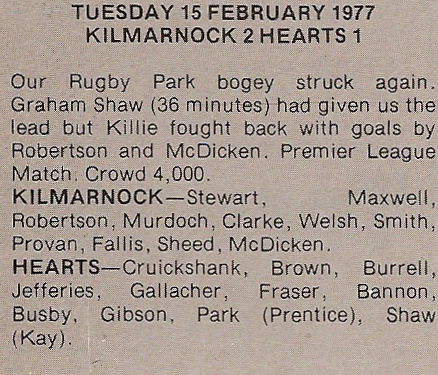 TUESDAY 15 FEBRUARY 1977
KILMARNOCK 2 HEARTS 1
Our Rugby Park bogey struck again.
Graham Shaw (36 minutes) had given us the
lead but Killie fought back with goals by
Robertson and McDicken. Premier League
Match. Crowd 4,000.
KILMARNOCK—Stewart, Maxwell,
Robertson, Murdoch, Clarke, Welsh, Smith,
Provan, Fallis, Sheed, McDicken.
HEARTS—Cruickshank, Brown, Burrell,
Jefferies, Gallacher, Fraser, Bannon,
Busby, Gibson, Park (Prentice), Shaw
(Kay).